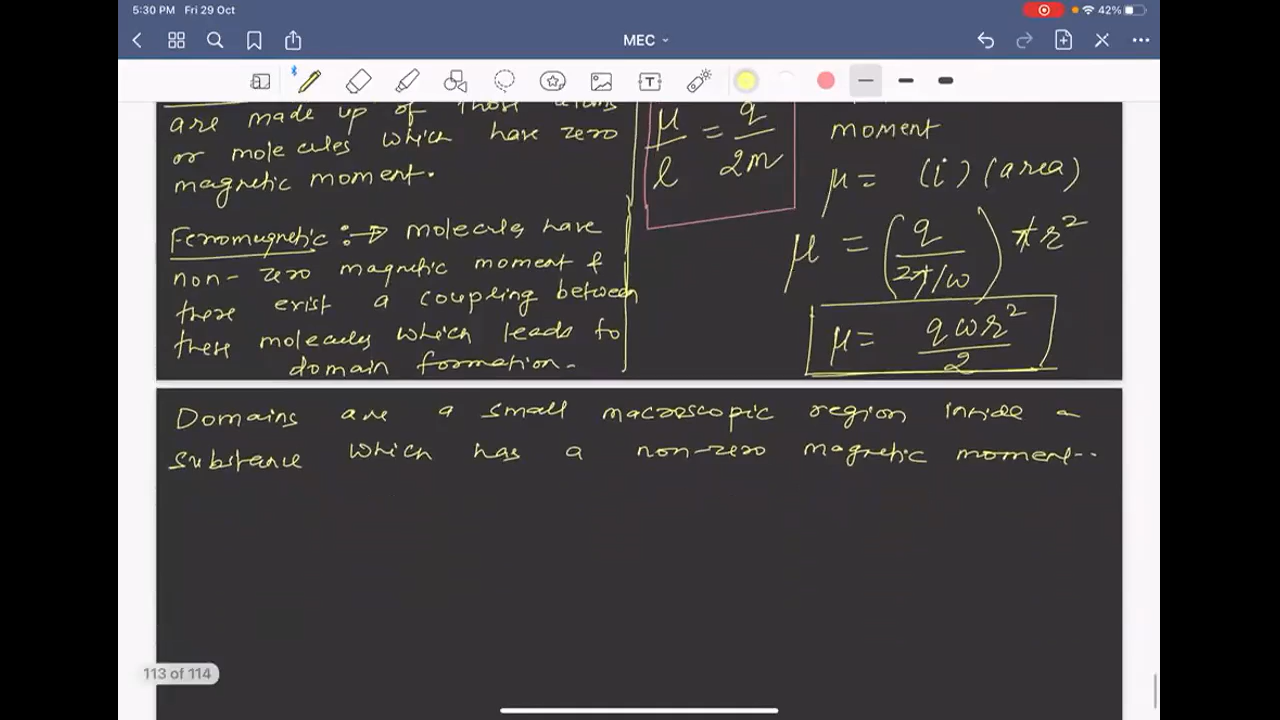 5:30 PM Fri 29 Oct
42%
MEC
T
are made up of those atoms
or molecules which have zero
magnetic moment.
Ferromagnetic :→ molecules have
non-zero magnetic moment &
there exist a coupling between
these molecules which leads to
domain formation.
μ/l = q/2m
moment
μ = (i)(area)
μ = (q/2π/ω) πr²
μ = qωr²/2
Domains are a small macroscopic region inside a
substance which has a non-zero magnetic moment..
113 of 114